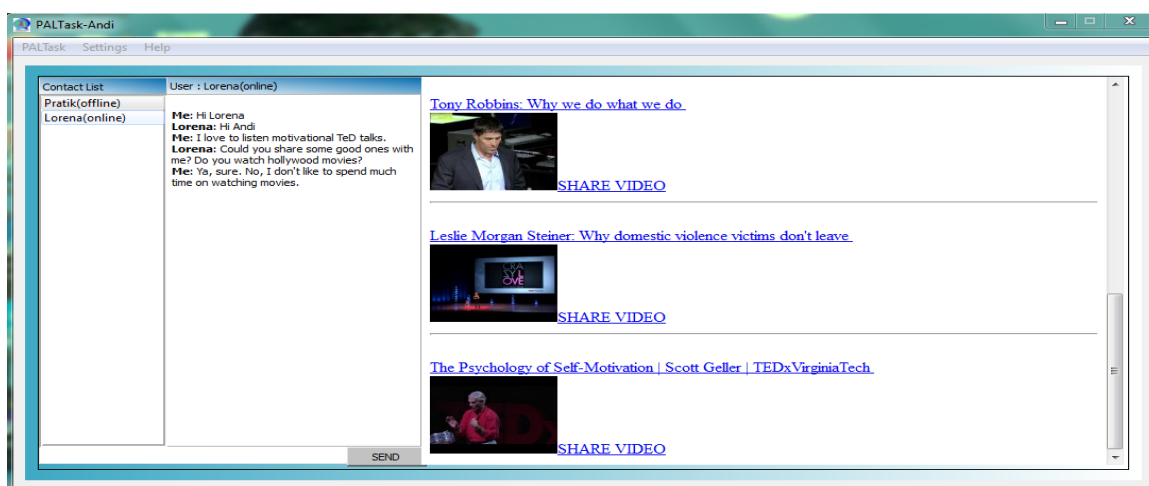 PALTask-Andi
PALTask Settings Help
Contact List
Pratik(offline)
Lorena(online)
User : Lorena(online)
Me: Hi Lorena
Lorena: Hi Andi
Me: I love to listen motivational TeD talks.
Lorena: Could you share some good ones with
me? Do you watch hollywood movies?
Me: Ya, sure. No, I don't like to spend much
time on watching movies.
SEND
Tony Robbins: Why we do what we do
SHARE VIDEO
Leslie Morgan Steiner: Why domestic violence victims don't leave
CRA
ZY L
OVE
SHARE VIDEO
The Psychology of Self-Motivation | Scott Geller | TEDxVirginiaTech
SHARE VIDEO